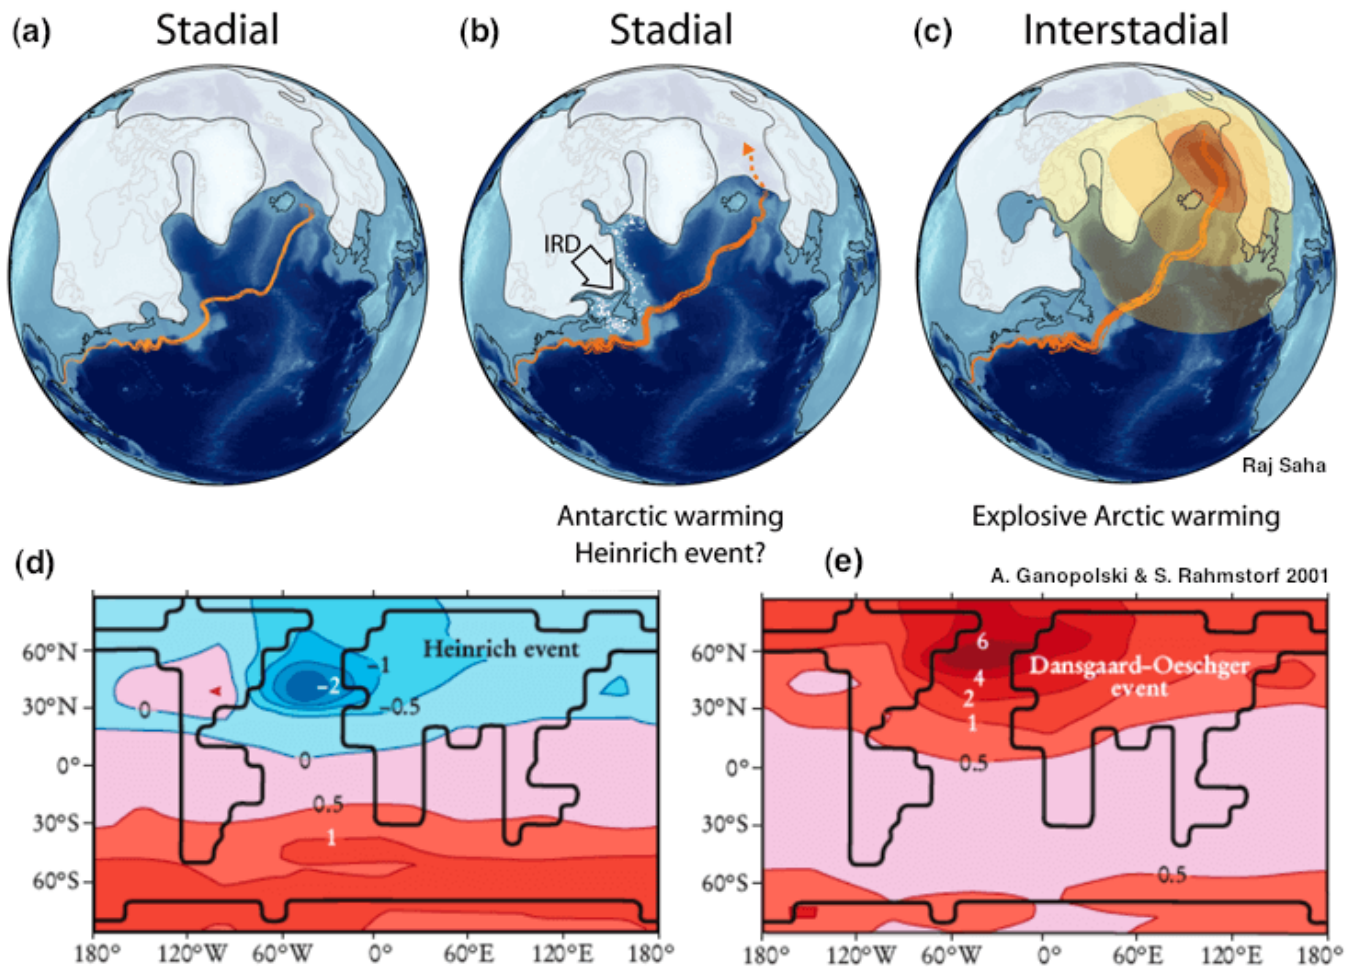 (a) Stadial
(b) Stadial
(c) Interstadial
IRD
Raj Saha
Antarctic warming
Heinrich event?
Explosive Arctic warming
(d)
(e)
A. Ganopolski & S. Rahmstorf 2001
60°N
30°N
0°
30°S
60°S
Heinrich event
-1
-2
-0.5
0
0
0.5
1
180° 120°W 60°W 0° 60°E 120°E 180°
60°N
30°N
0°
30°S
60°S
6
4
2
1
Dansgaard–Oeschger
event
0.5
0.5
180° 120°W 60°W 0° 60°E 120°E 180°